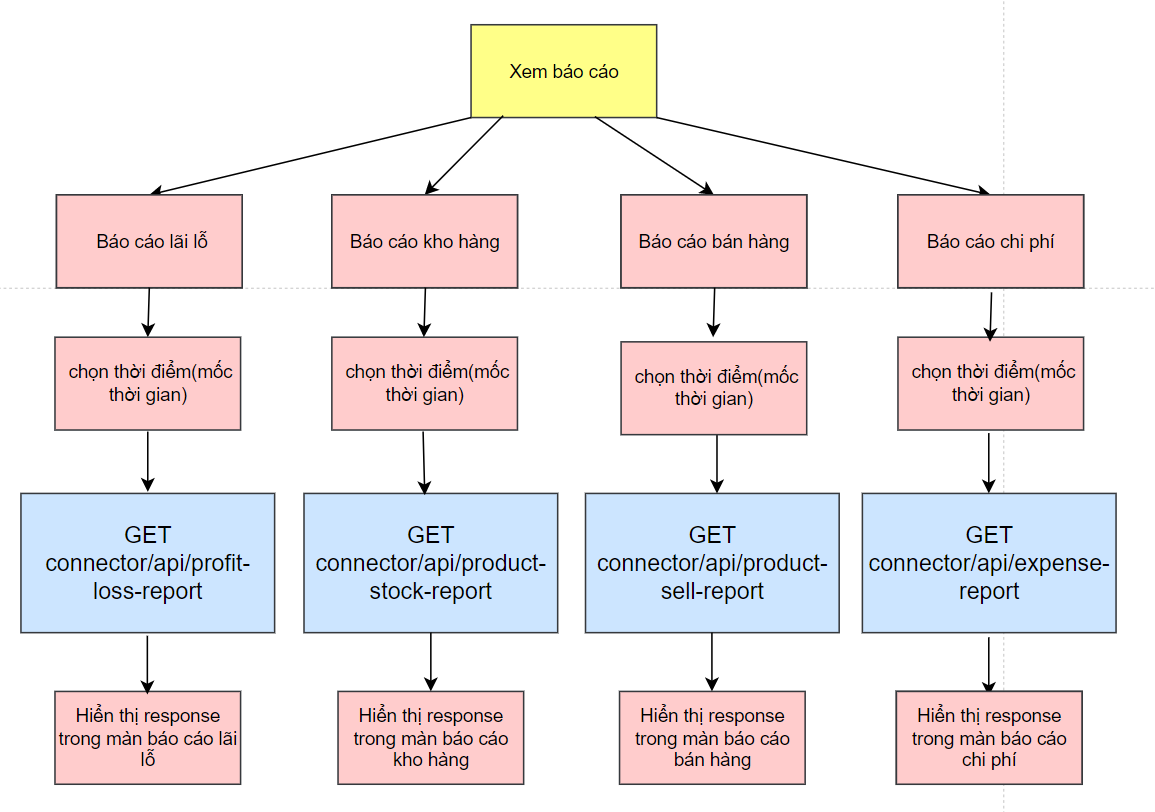 Xem báo cáo
Báo cáo lãi lỗ
Báo cáo kho hàng
Báo cáo bán hàng
Báo cáo chi phí
chọn thời điểm(mốc
thời gian)
chọn thời điểm(mốc
thời gian)
chọn thời điểm(mốc
thời gian)
chọn thời điểm(mốc
thời gian)
GET
connector/api/profit-
loss-report
GET
connector/api/product-
stock-report
GET
connector/api/product-
sell-report
GET
connector/api/expense-
report
Hiển thị response
trong màn báo cáo lãi
lỗ
Hiển thị response
trong màn báo cáo
kho hàng
Hiển thị response
trong màn báo cáo
bán hàng
Hiển thị response
trong màn báo cáo
chi phí